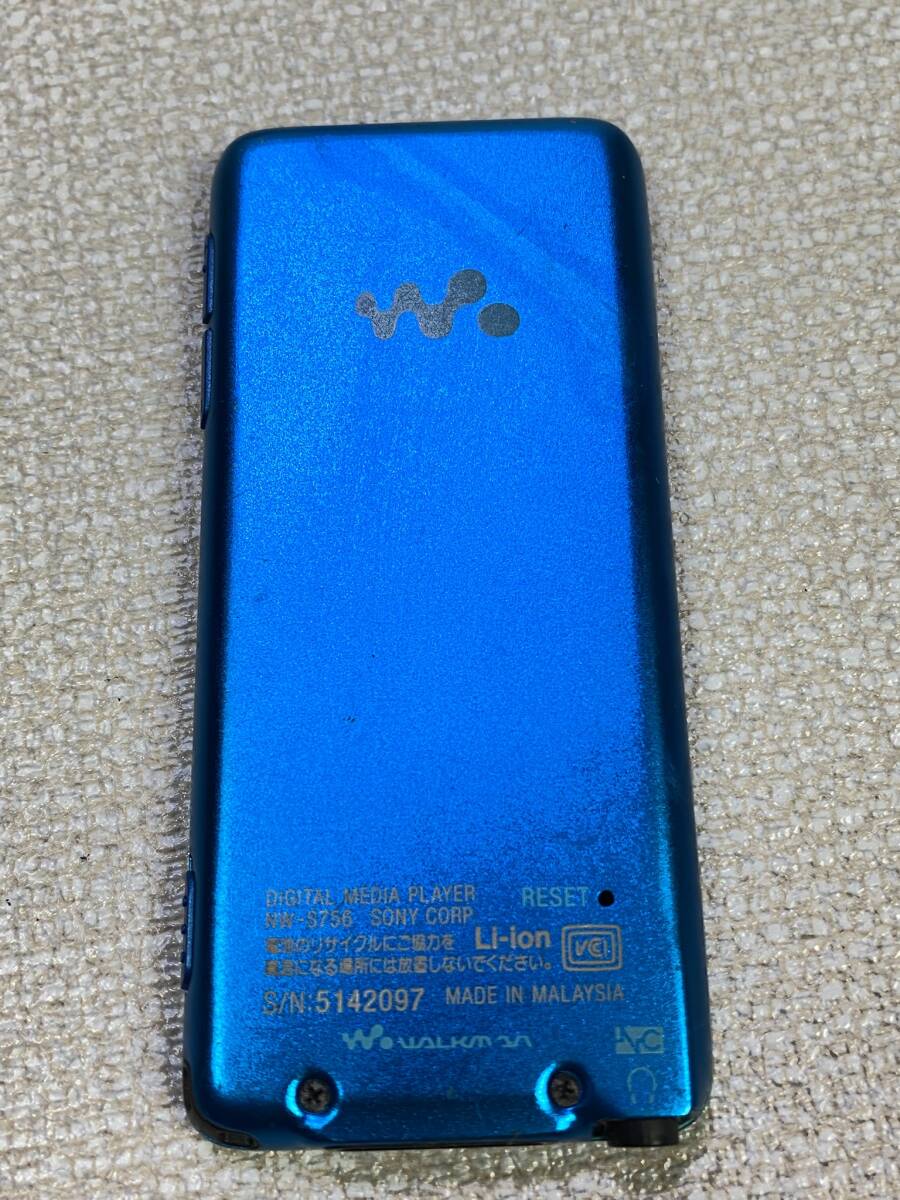 W.
DIGITAL MEDIA PLAYER
RESET
NW-S756 SONY CORP
電池のリサイクルにご協力を
Li-ion
VCI
高温になる場所には放置しないでください。
S/N:5142097 MADE IN MALAYSIA
W. WALKMAN
NC